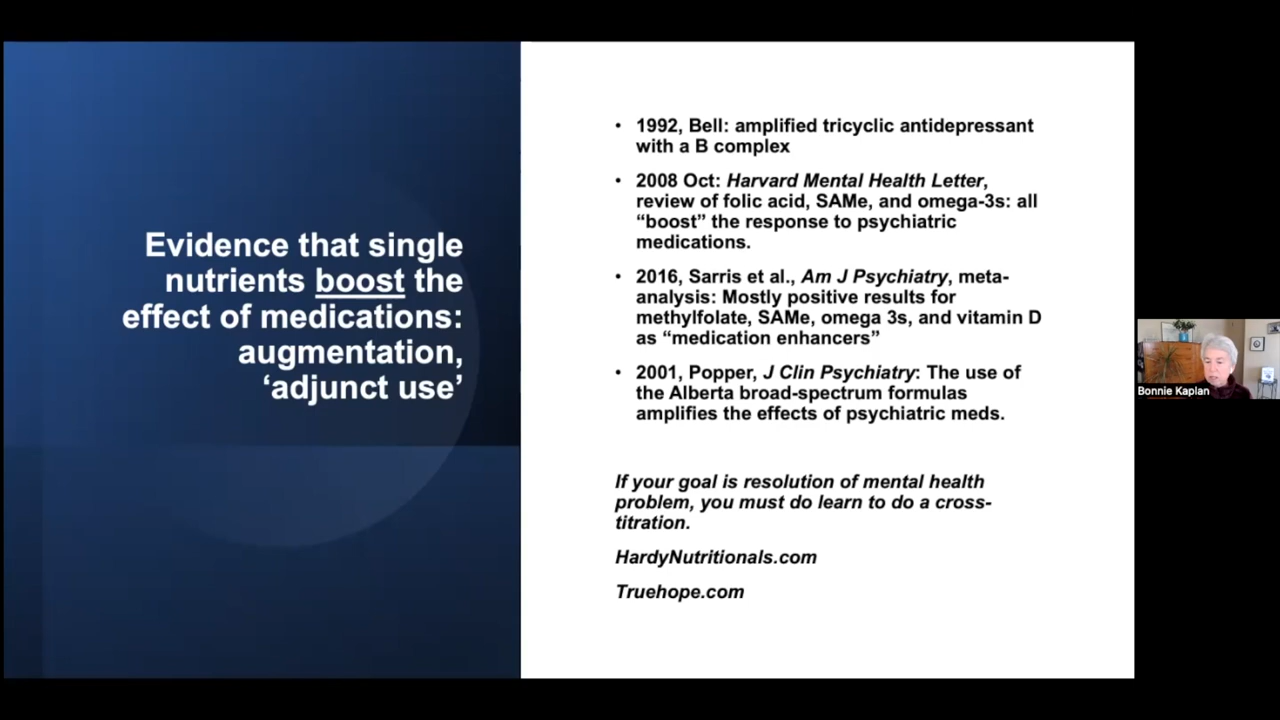 Evidence that single
nutrients boost the
effect of medications:
augmentation,
‘adjunct use’
• 1992, Bell: amplified tricyclic antidepressant
with a B complex
• 2008 Oct: Harvard Mental Health Letter,
review of folic acid, SAMe, and omega-3s: all
“boost” the response to psychiatric
medications.
• 2016, Sarris et al., Am J Psychiatry, meta-
analysis: Mostly positive results for
methylfolate, SAMe, omega 3s, and vitamin D
as “medication enhancers”
• 2001, Popper, J Clin Psychiatry: The use of
the Alberta broad-spectrum formulas
amplifies the effects of psychiatric meds.
If your goal is resolution of mental health
problem, you must do learn to do a cross-
titration.
HardyNutritionals.com
Truehope.com
Bonnie Kaplan